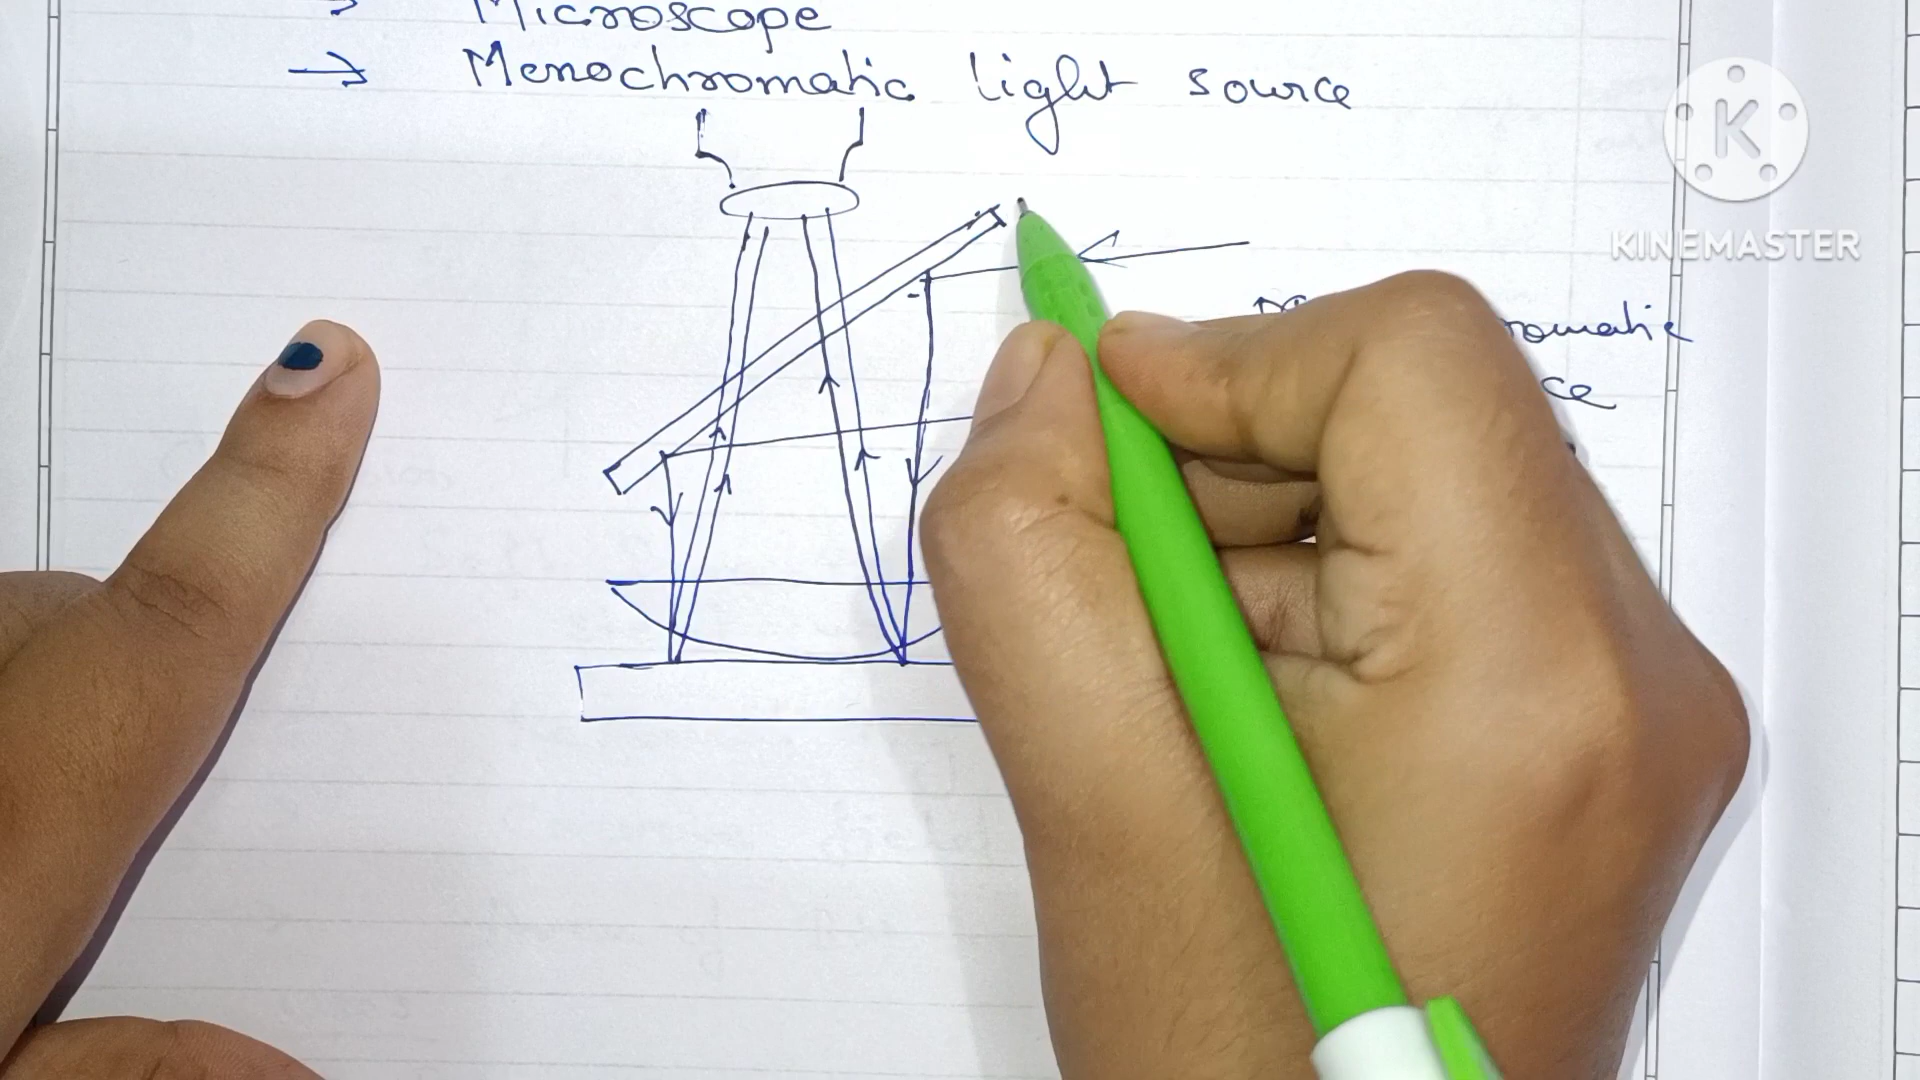 → Microscope
→ Menochromatic light source
K
KINEMASTER